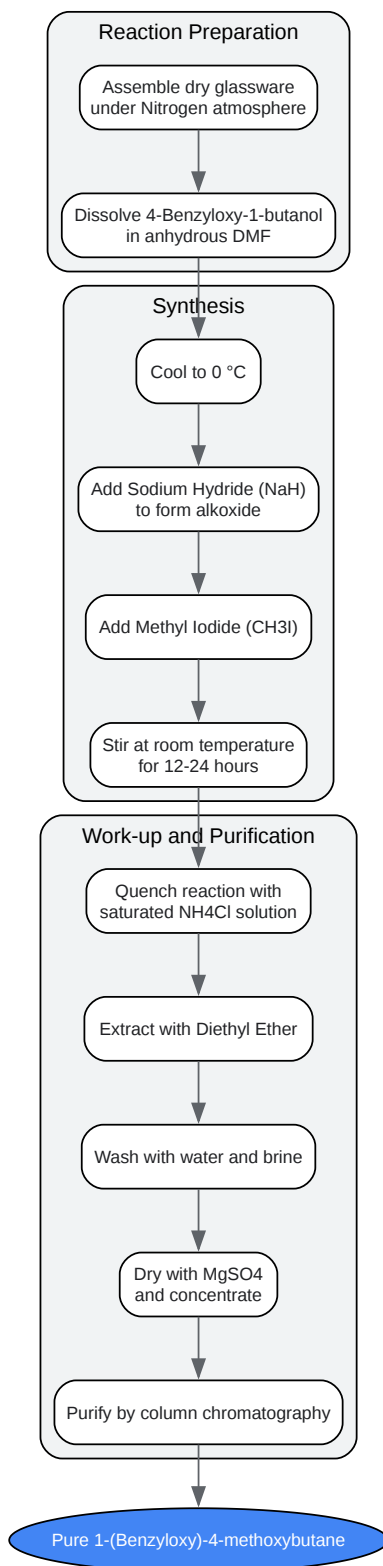 Reaction Preparation
Assemble dry glassware
under Nitrogen atmosphere
Dissolve 4-Benzyloxy-1-butanol
in anhydrous DMF
Synthesis
Cool to 0 °C
Add Sodium Hydride (NaH)
to form alkoxide
Add Methyl Iodide (CH3I)
Stir at room temperature
for 12-24 hours
Work-up and Purification
Quench reaction with
saturated NH4Cl solution
Extract with Diethyl Ether
Wash with water and brine
Dry with MgSO4
and concentrate
Purify by column chromatography
Pure 1-(Benzyloxy)-4-methoxybutane